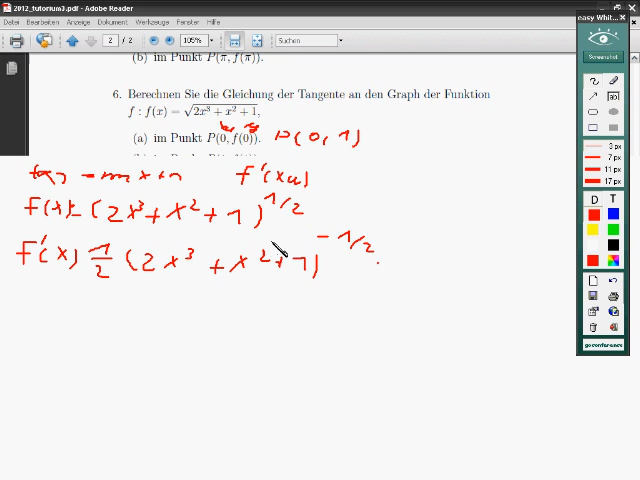 2012_tutorium3.pdf - Adobe Reader
Datei Bearbeiten Anzeige Dokument Werkzeuge Fenster Hilfe
2 / 2 105% Suchen
(b) im Punkt P(π, f(π)).
6. Berechnen Sie die Gleichung der Tangente an den Graph der Funktion
f : f(x) = √(2x³ + x² + 1),
(a) im Punkt P(0, f(0)). P(0, 1)
= mx+n f'(x₀)
f(x)= (2x³+x²+1)^1/2
f'(x) 1/2 (2x³ + x²+1)^-1/2 .
easy Whit...
Screenshot
ab
3 px
7 px
11 px
17 px
D T
goconference